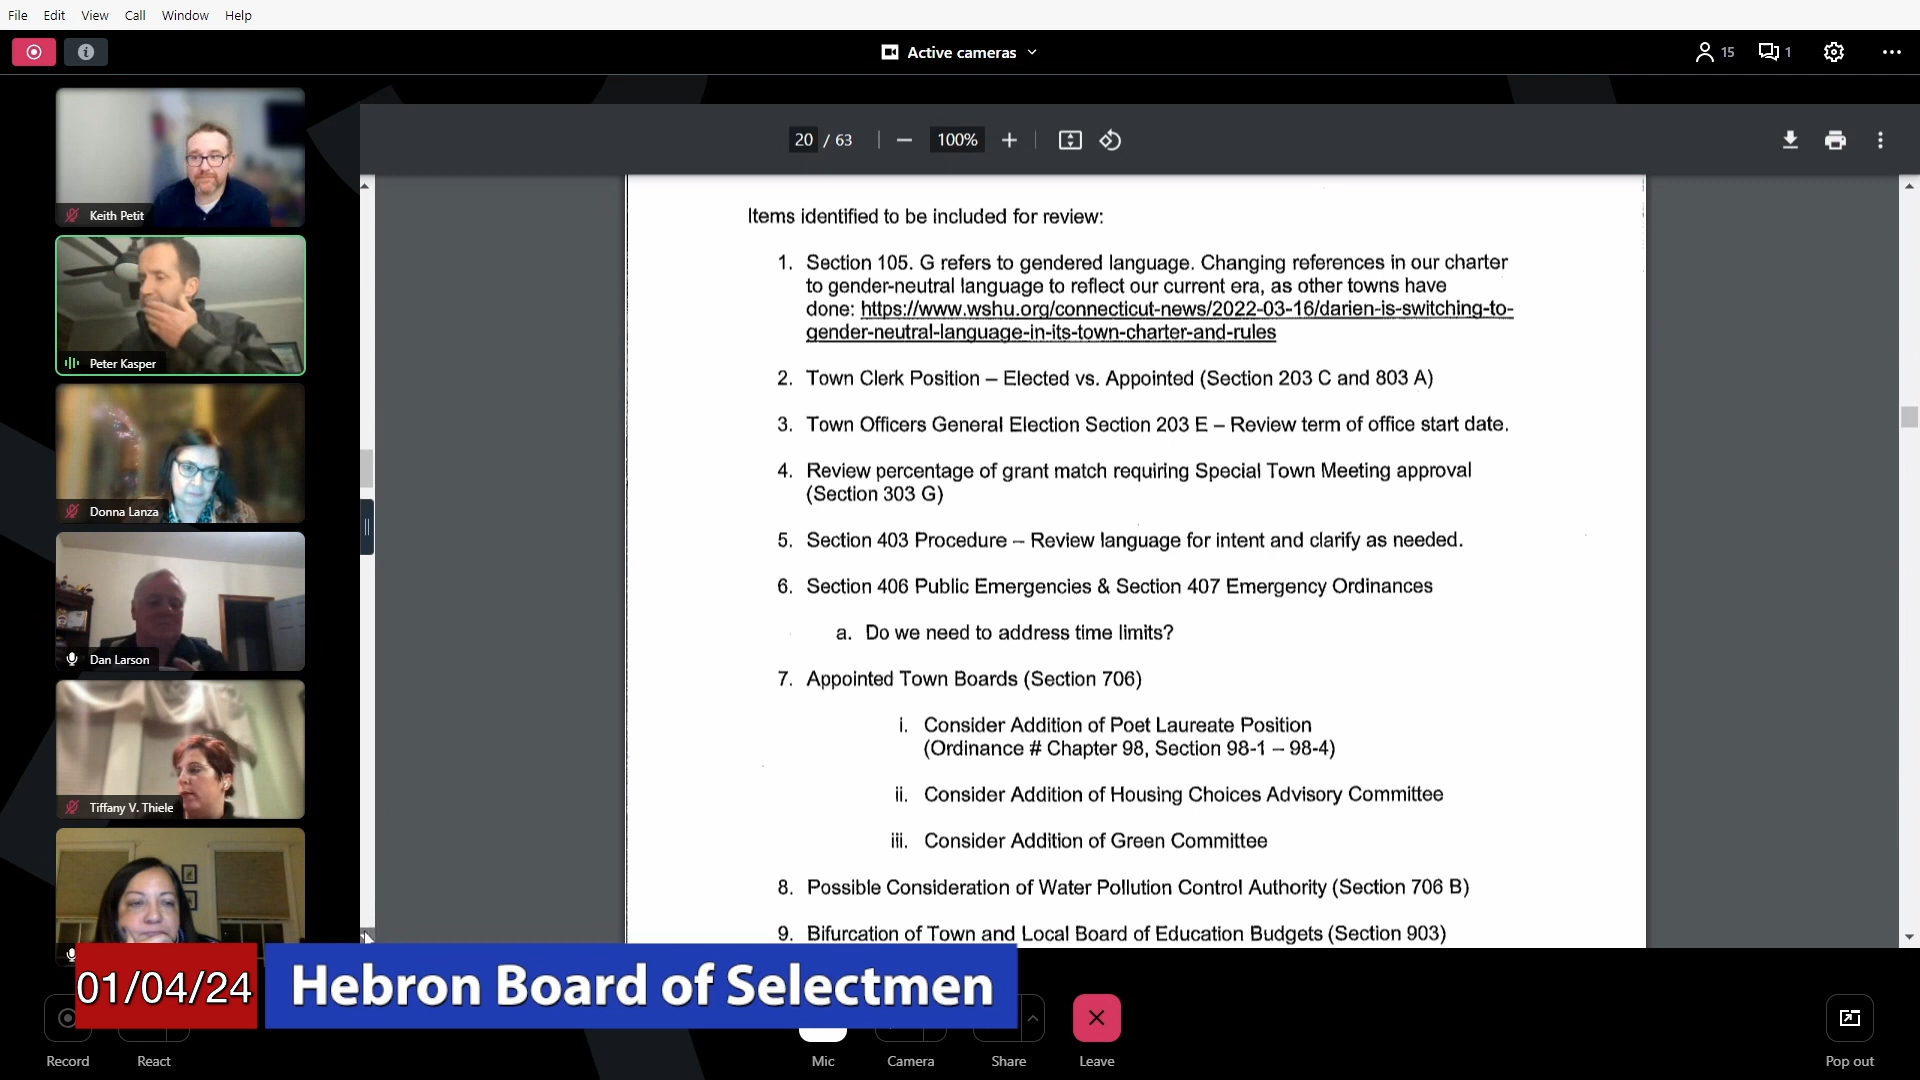 File Edit View Call Window Help
Active cameras
15
1
20 / 63
100%
Keith Petit
Peter Kasper
Donna Lanza
Dan Larson
Tiffany V. Thiele
Items identified to be included for review:
1. Section 105. G refers to gendered language. Changing references in our charter
to gender-neutral language to reflect our current era, as other towns have
done: https://www.wshu.org/connecticut-news/2022-03-16/darien-is-switching-to-
gender-neutral-language-in-its-town-charter-and-rules
2. Town Clerk Position – Elected vs. Appointed (Section 203 C and 803 A)
3. Town Officers General Election Section 203 E – Review term of office start date.
4. Review percentage of grant match requiring Special Town Meeting approval
(Section 303 G)
5. Section 403 Procedure – Review language for intent and clarify as needed.
6. Section 406 Public Emergencies & Section 407 Emergency Ordinances
a. Do we need to address time limits?
7. Appointed Town Boards (Section 706)
i. Consider Addition of Poet Laureate Position
(Ordinance # Chapter 98, Section 98-1 – 98-4)
ii. Consider Addition of Housing Choices Advisory Committee
iii. Consider Addition of Green Committee
8. Possible Consideration of Water Pollution Control Authority (Section 706 B)
9. Bifurcation of Town and Local Board of Education Budgets (Section 903)
01/04/24
Hebron Board of Selectmen
Record React Mic Camera Share Leave Pop out